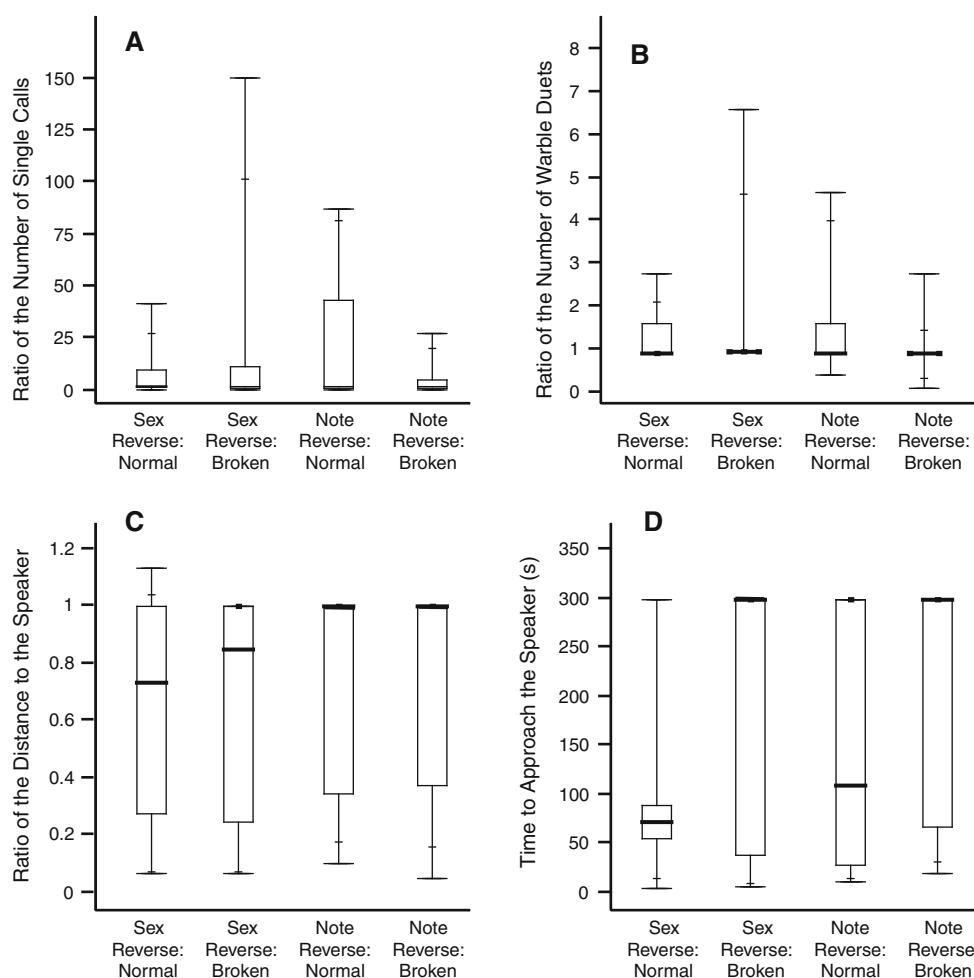 A
Ratio of the Number of Single Calls
150
125
100
75
50
25
0
Sex
Reverse:
Normal
Sex
Reverse:
Broken
Note
Reverse:
Normal
Note
Reverse:
Broken
B
Ratio of the Number of Warble Duets
8
7
6
5
4
3
2
1
0
Sex
Reverse:
Normal
Sex
Reverse:
Broken
Note
Reverse:
Normal
Note
Reverse:
Broken
C
Ratio of the Distance to the Speaker
1.2
1
0.8
0.6
0.4
0.2
0
Sex
Reverse:
Normal
Sex
Reverse:
Broken
Note
Reverse:
Normal
Note
Reverse:
Broken
D
Time to Approach the Speaker (s)
350
300
250
200
150
100
50
0
Sex
Reverse:
Normal
Sex
Reverse:
Broken
Note
Reverse:
Normal
Note
Reverse
Broken